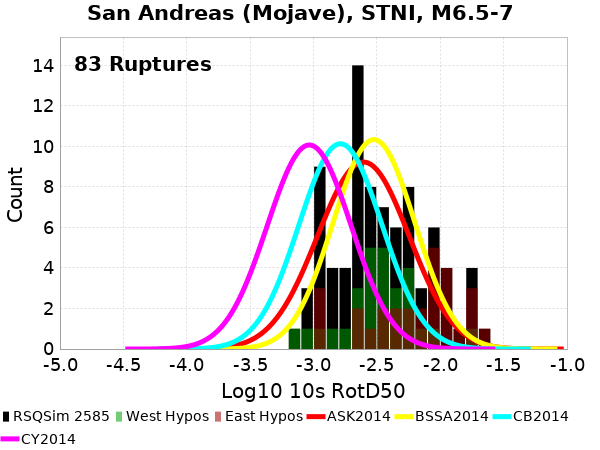 San Andreas (Mojave), STNI, M6.5-7
83 Ruptures
Count
14
12
10
8
6
4
2
0
-5.0 -4.5 -4.0 -3.5 -3.0 -2.5 -2.0 -1.5 -1.0
Log10 10s RotD50
RSQSim 2585 West Hypos East Hypos ASK2014 BSSA2014 CB2014
CY2014